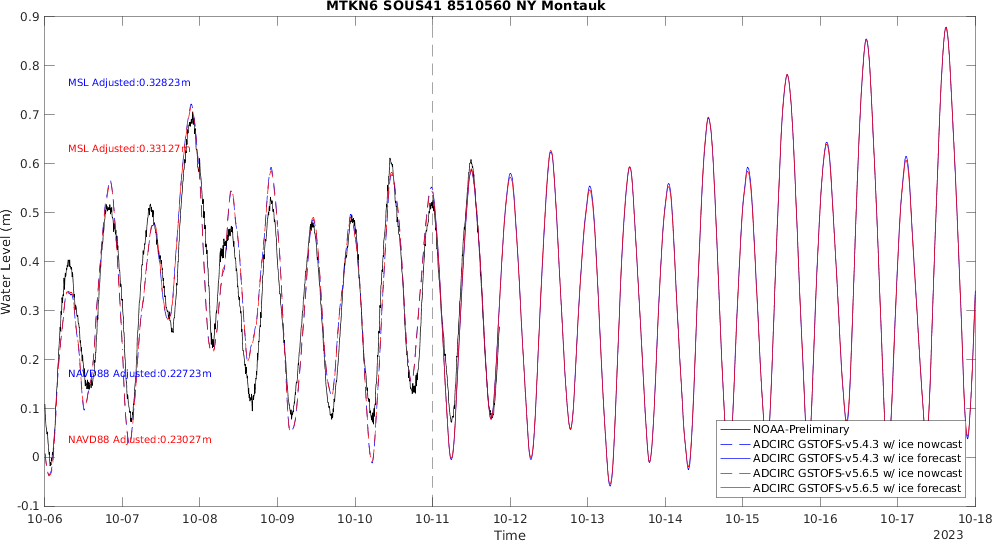 MTKN6 SOUS41 8510560 NY Montauk
0.9
0.8
0.7
0.6
0.5
0.4
0.3
0.2
0.1
0
-0.1
Water Level (m)
MSL Adjusted:0.32823m
MSL Adjusted:0.33127m
NAVD88 Adjusted:0.22723m
NAVD88 Adjusted:0.23027m
NOAA-Preliminary
ADCIRC GSTOFS-v5.4.3 w/ ice nowcast
ADCIRC GSTOFS-v5.4.3 w/ ice forecast
ADCIRC GSTOFS-v5.6.5 w/ ice nowcast
ADCIRC GSTOFS-v5.6.5 w/ ice forecast
10-06 10-07 10-08 10-09 10-10 10-11 10-12 10-13 10-14 10-15 10-16 10-17 10-18
Time
2023